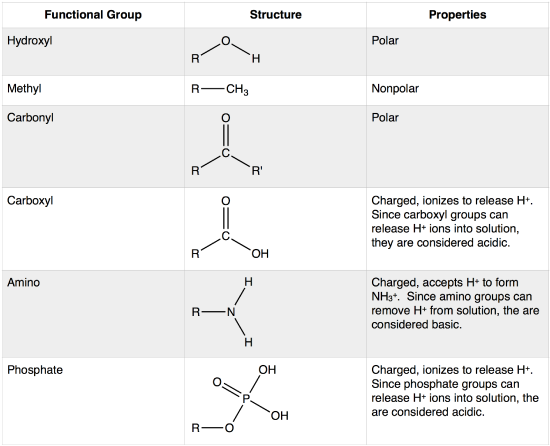 Functional Group Structure Properties
Hydroxyl R O H Polar
Methyl R CH₃ Nonpolar
Carbonyl O C R R' Polar
Carboxyl O C R OH Charged, ionizes to release H⁺.
Since carboxyl groups can
release H⁺ ions into solution,
they are considered acidic.
Amino H R N H Charged, accepts H⁺ to form
NH₃⁺. Since amino groups can
remove H⁺ from solution, the are
considered basic.
Phosphate OH O P OH R O Charged, ionizes to release H⁺.
Since phosphate groups can
release H⁺ ions into solution, the
are considered acidic.